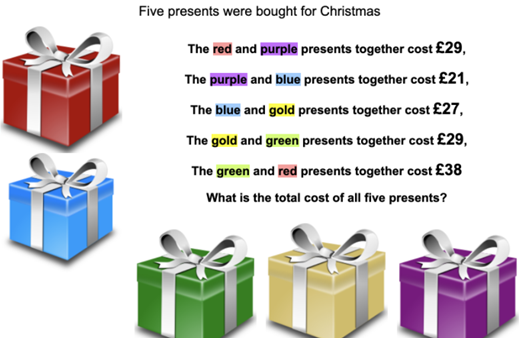 Five presents were bought for Christmas
The red and purple presents together cost £29,
The purple and blue presents together cost £21,
The blue and gold presents together cost £27,
The gold and green presents together cost £29,
The green and red presents together cost £38
What is the total cost of all five presents?